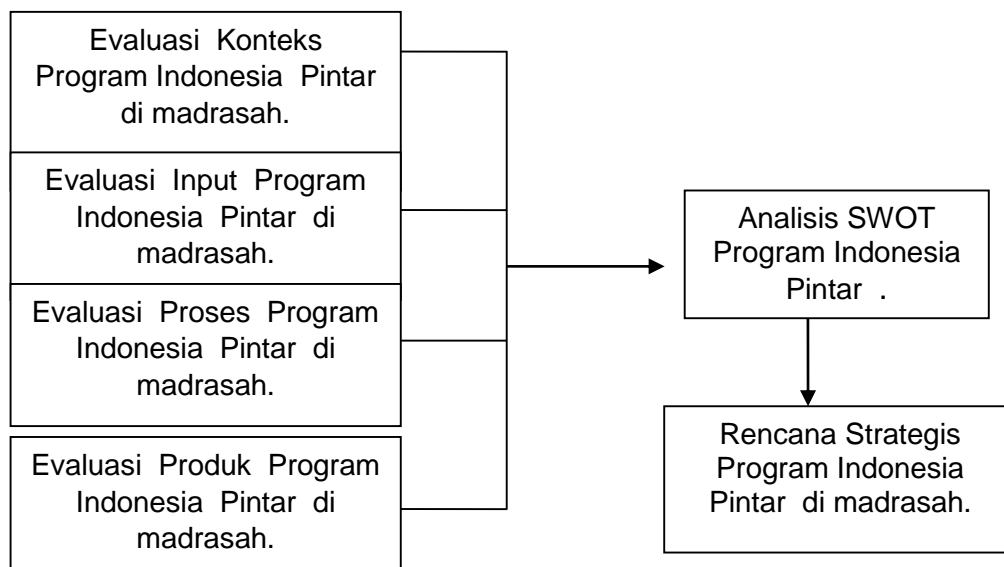 Evaluasi Konteks
Program Indonesia Pintar
di madrasah.
Evaluasi Input Program
Indonesia Pintar di
madrasah.
Evaluasi Proses Program
Indonesia Pintar di
madrasah.
Evaluasi Produk Program
Indonesia Pintar di
madrasah.
Analisis SWOT
Program Indonesia
Pintar .
Rencana Strategis
Program Indonesia
Pintar di madrasah.